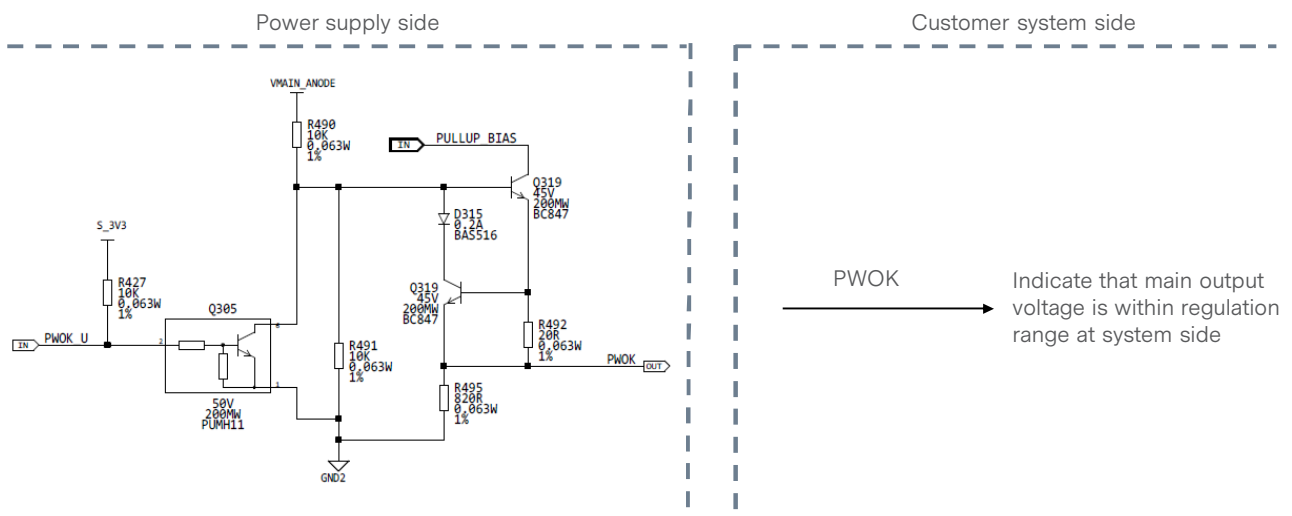 Power supply side
Customer system side
VMAIN_ANODE
R490
10K
0.063W
1%
IN
PULLUP_BIAS
Q319
45V
200MW
BC847
D315
0.2A
BAS516
S_3V3
R427
10K
0.063W
1%
Q305
Q319
45V
200MW
BC847
6
IN
PWOK_U
2
R491
10K
0.063W
1%
R492
20R
0.063W
1%
PWOK
OUT
1
R495
820R
0.063W
1%
50V
200MW
PUMH11
GND2
PWOK
Indicate that main output
voltage is within regulation
range at system side